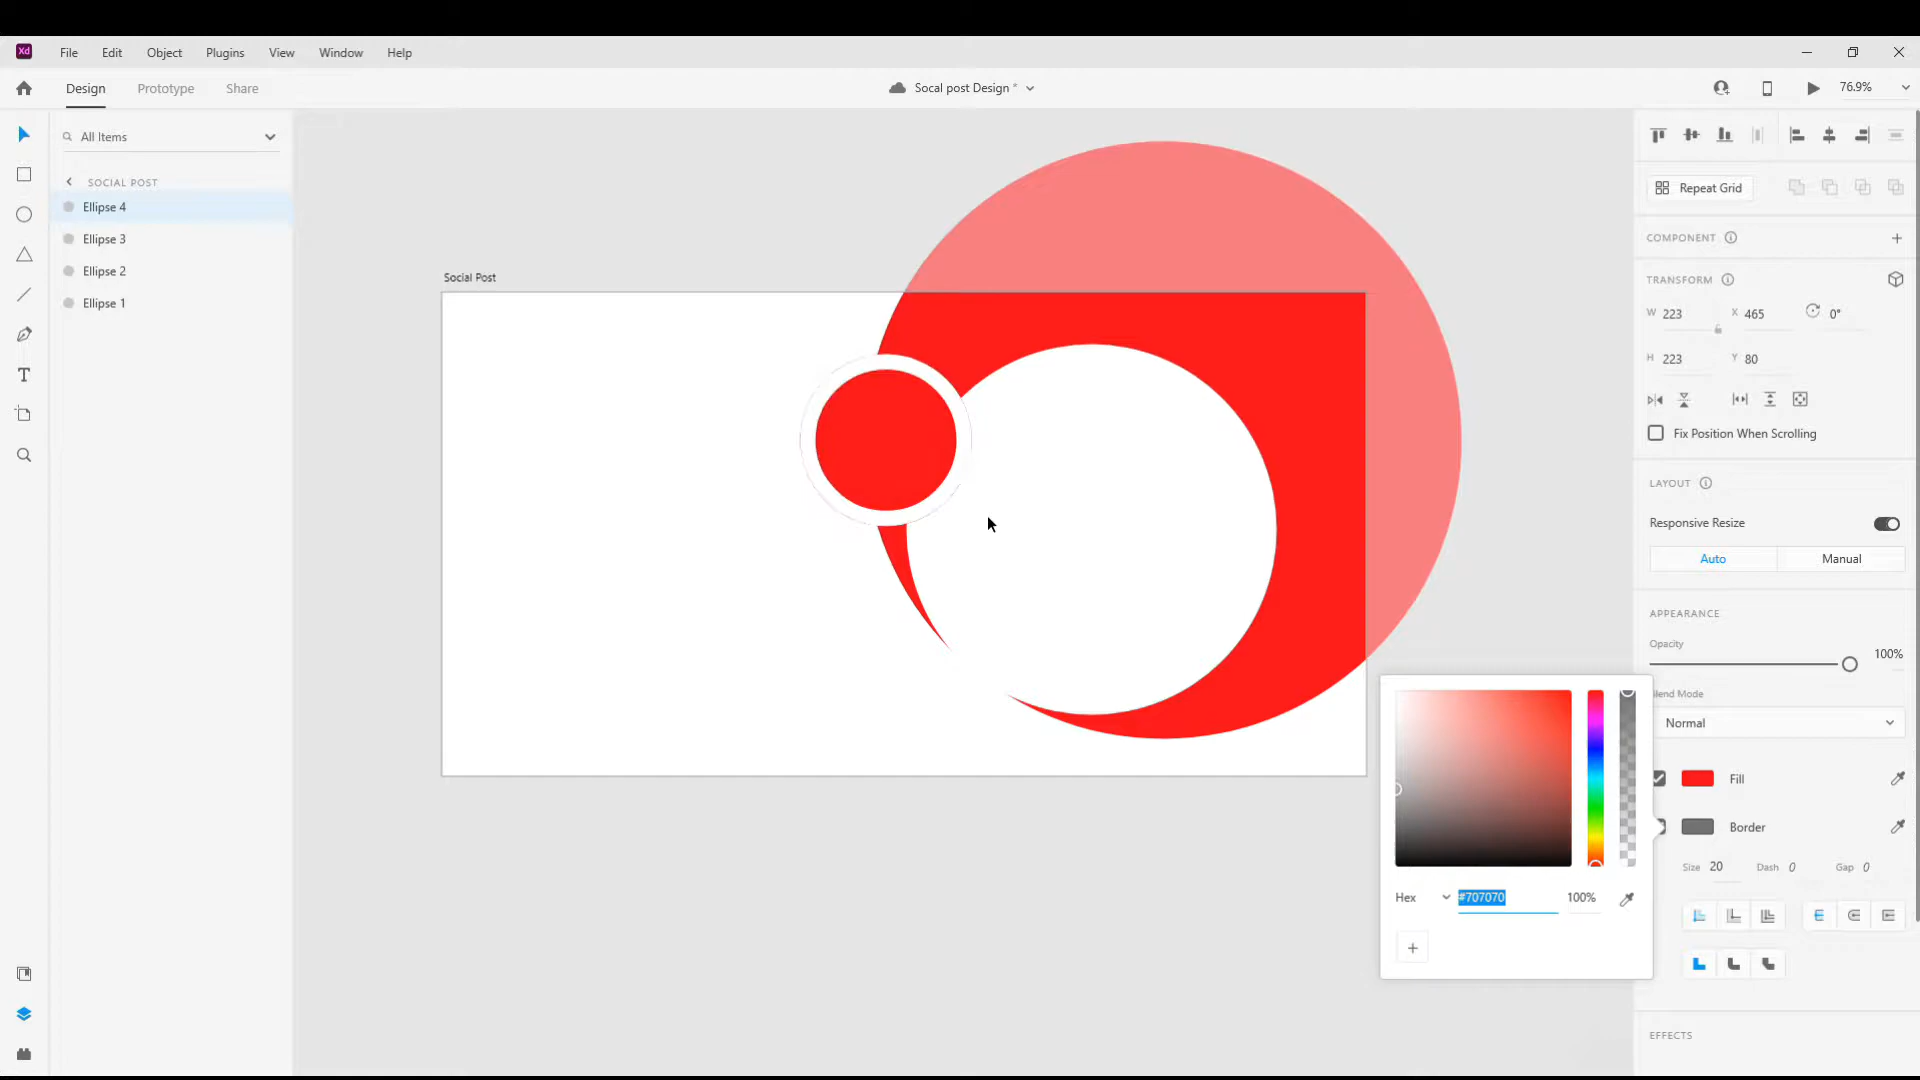 Xd File Edit Object Plugins View Window Help
Design Prototype Share Socal post Design * 76.9%
All Items
SOCIAL POST
Ellipse 4
Ellipse 3
Ellipse 2
Ellipse 1
Social Post
Repeat Grid
COMPONENT
TRANSFORM
W 223 X 465 0°
H 223 Y 80
Fix Position When Scrolling
LAYOUT
Responsive Resize
Auto Manual
APPEARANCE
Opacity
100%
lend Mode
Normal
Fill
Border
Size 20 Dash 0 Gap 0
Hex #707070 100%
EFFECTS